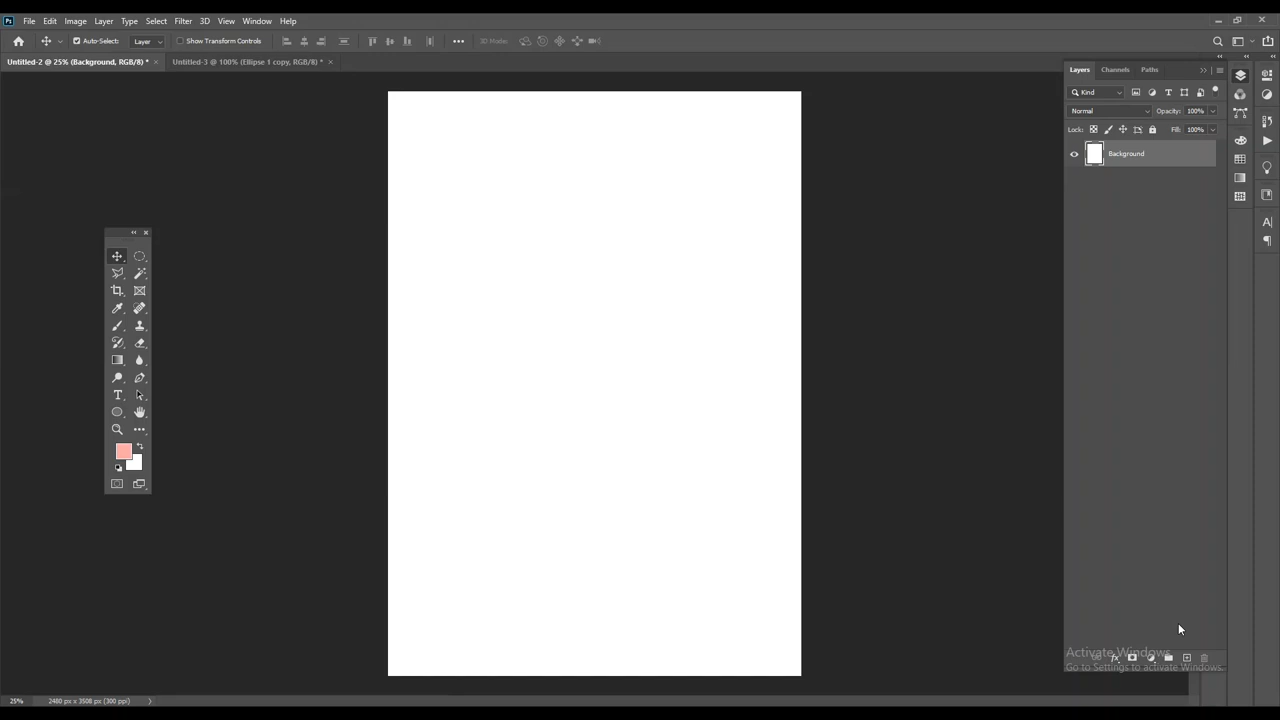 Ps File Edit Image Layer Type Select Filter 3D View Window Help
Auto-Select: Layer Show Transform Controls 3D Mode:
Untitled-2 @ 25% (Background, RGB/8) * × Untitled-3 @ 100% (Ellipse 1 copy, RGB/8) * ×
Layers Channels Paths
Kind
Normal Opacity: 100%
Lock: Fill: 100%
Background
Activate Windows
Go to Settings to activate Windows.
25% 2480 px x 3508 px (300 ppi)